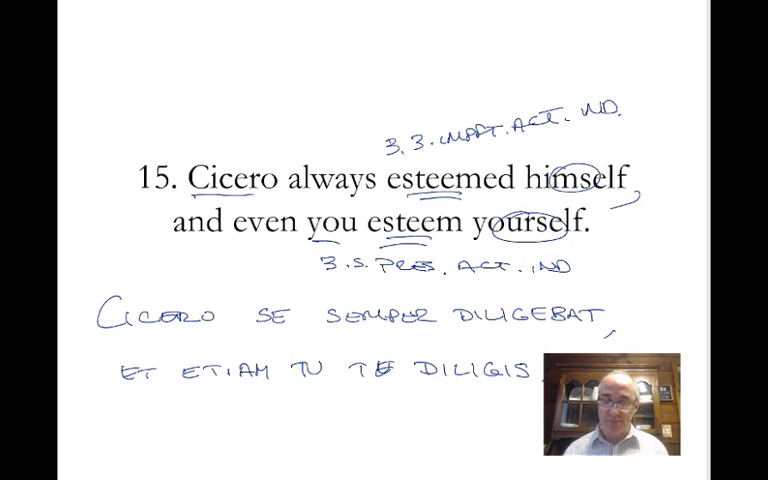 3. 3. IMPFT. ACT. IND.
15. Cicero always esteemed himself
and even you esteem yourself.
3. S. PRES. ACT. IND
CICERO SE SEMPER DILIGEBAT,
ET ETIAM TU TE DILIGIS